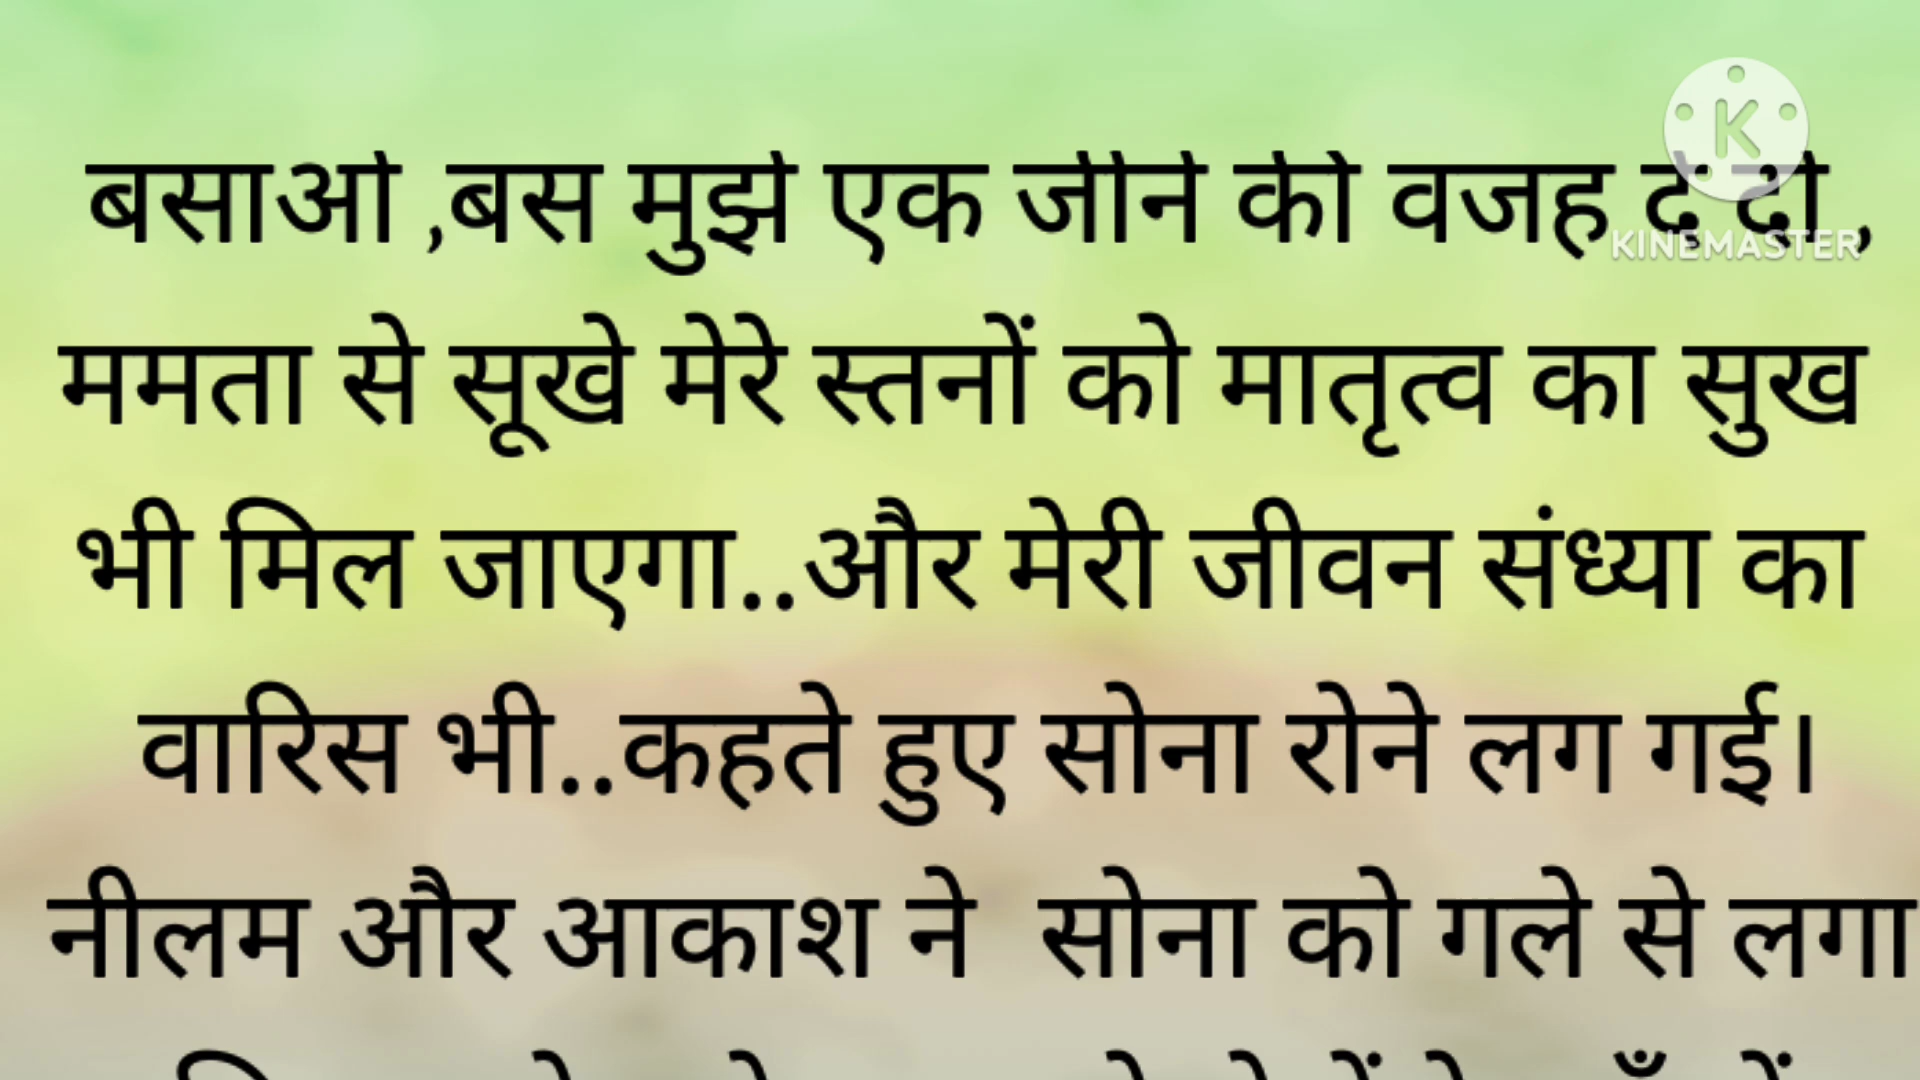 बसाओ ,बस मुझे एक जीने की वजह दे दो ,
K
KINEMASTER
ममता से सूखे मेरे स्तनों को मातृत्व का सुख
भी मिल जाएगा..और मेरी जीवन संध्या का
वारिस भी..कहते हुए सोना रोने लग गई।
नीलम और आकाश ने सोना को गले से लगा